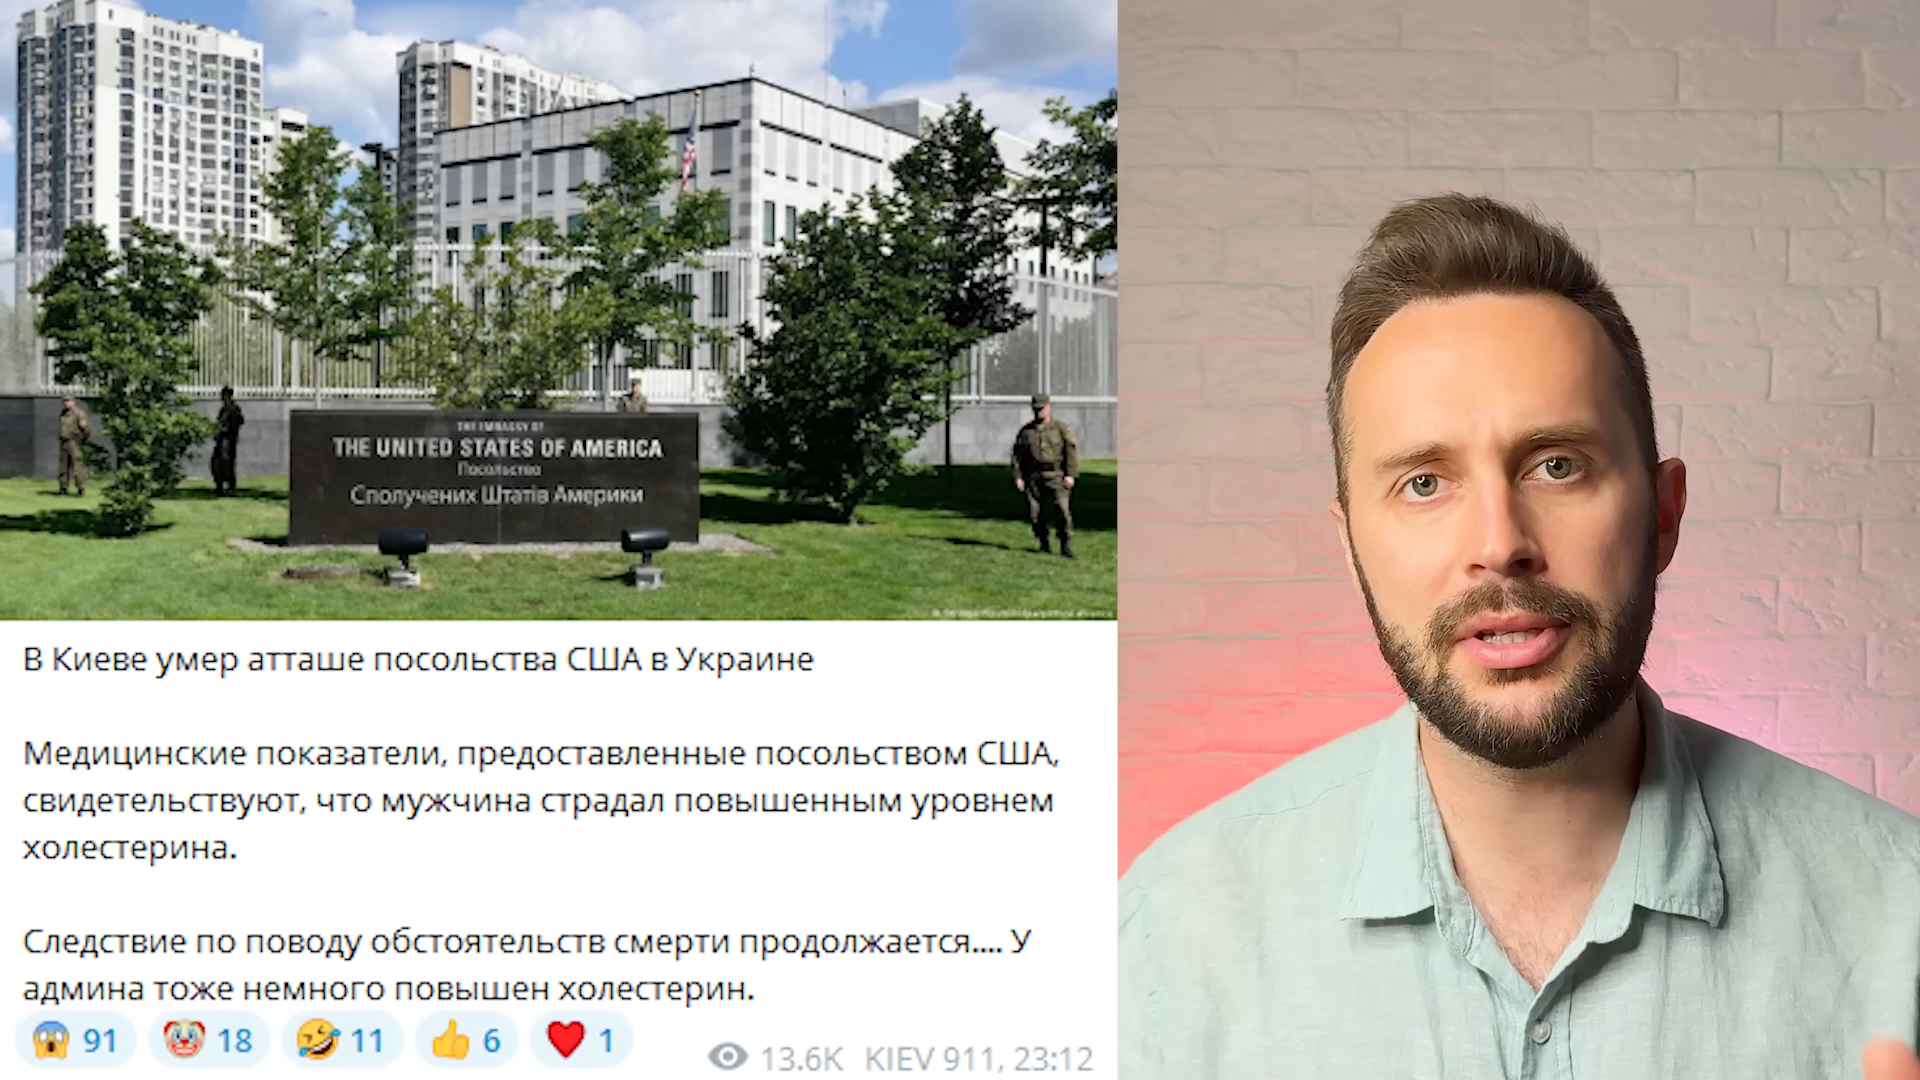 THE EMBASSY OF
THE UNITED STATES OF AMERICA
Посольство
Сполучених Штатів Америки
В Киеве умер атташе посольства США в Украине
Медицинские показатели, предоставленные посольством США,
свидетельствуют, что мужчина страдал повышенным уровнем
холестерина.
Следствие по поводу обстоятельств смерти продолжается.... У
админа тоже немного повышен холестерин.
91 18 11 6 1
13.6K KIEV 911, 23:12